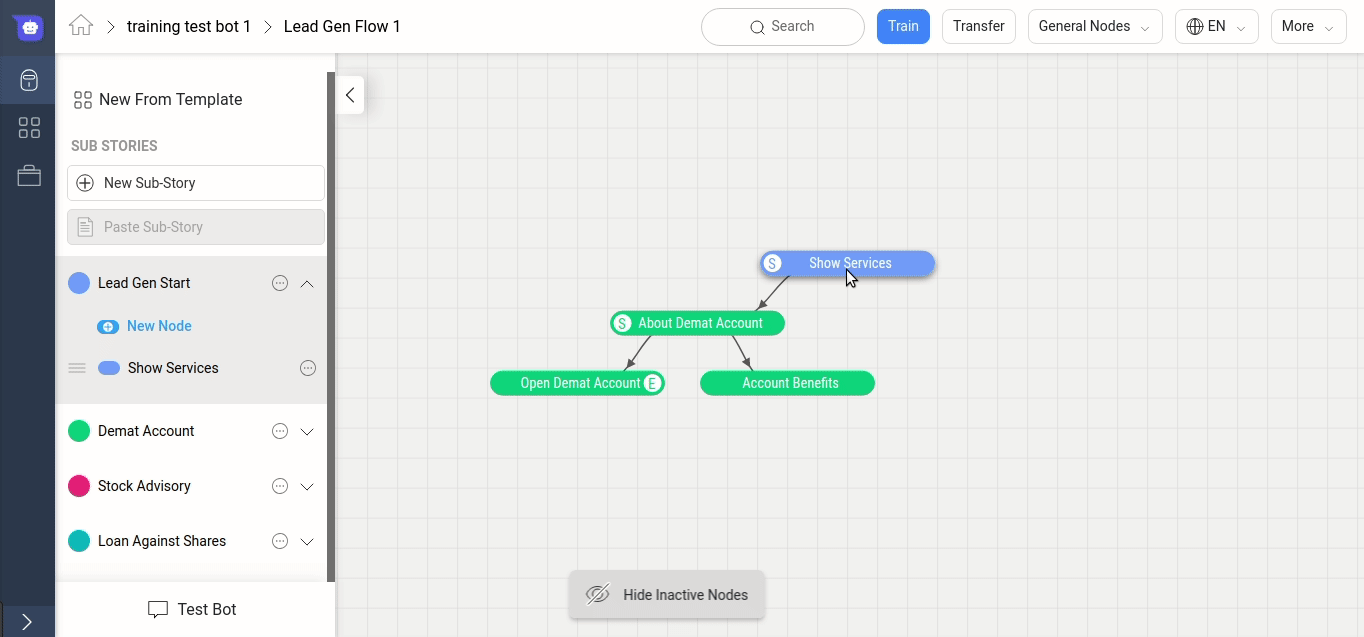 training test bot 1
Lead Gen Flow 1
Search
Train
Transfer
General Nodes
EN
More
New From Template
SUB STORIES
New Sub-Story
Paste Sub-Story
Lead Gen Start
New Node
Show Services
Demat Account
Stock Advisory
Loan Against Shares
Test Bot
S Show Services
S About Demat Account
Open Demat Account E
Account Benefits
Hide Inactive Nodes